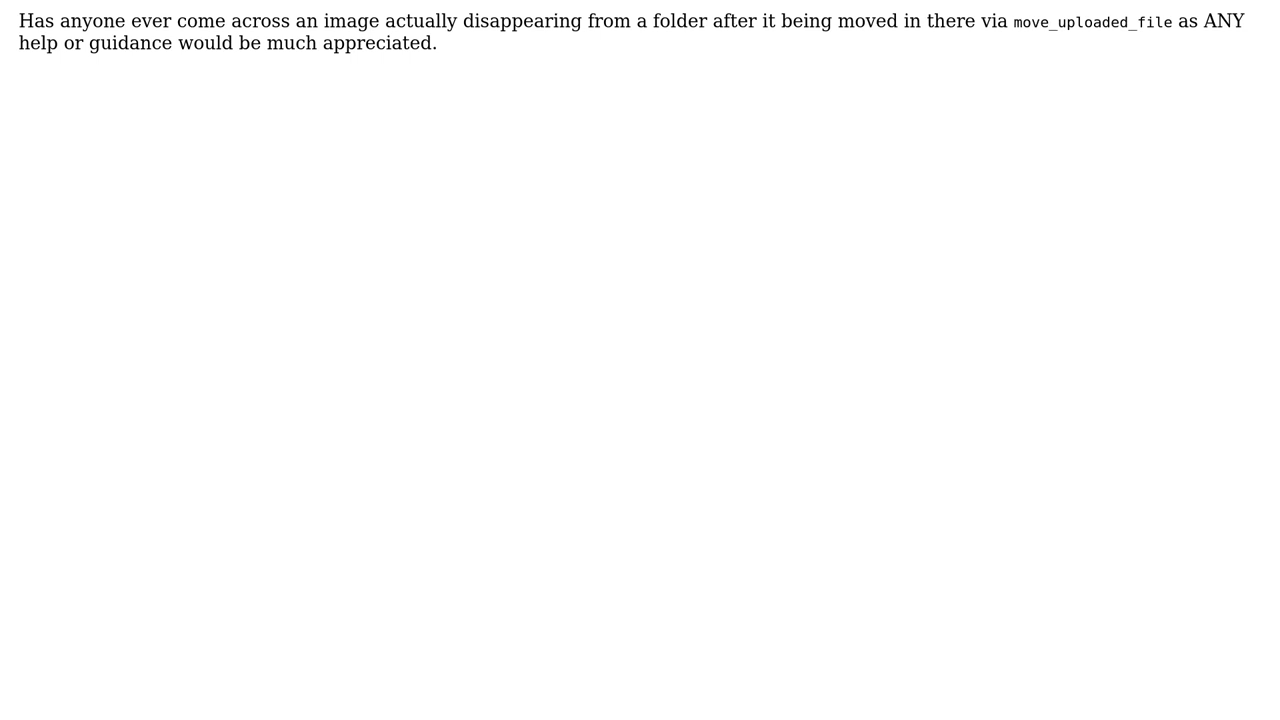 Has anyone ever come across an image actually disappearing from a folder after it being moved in there via move_uploaded_file as ANY
help or guidance would be much appreciated.